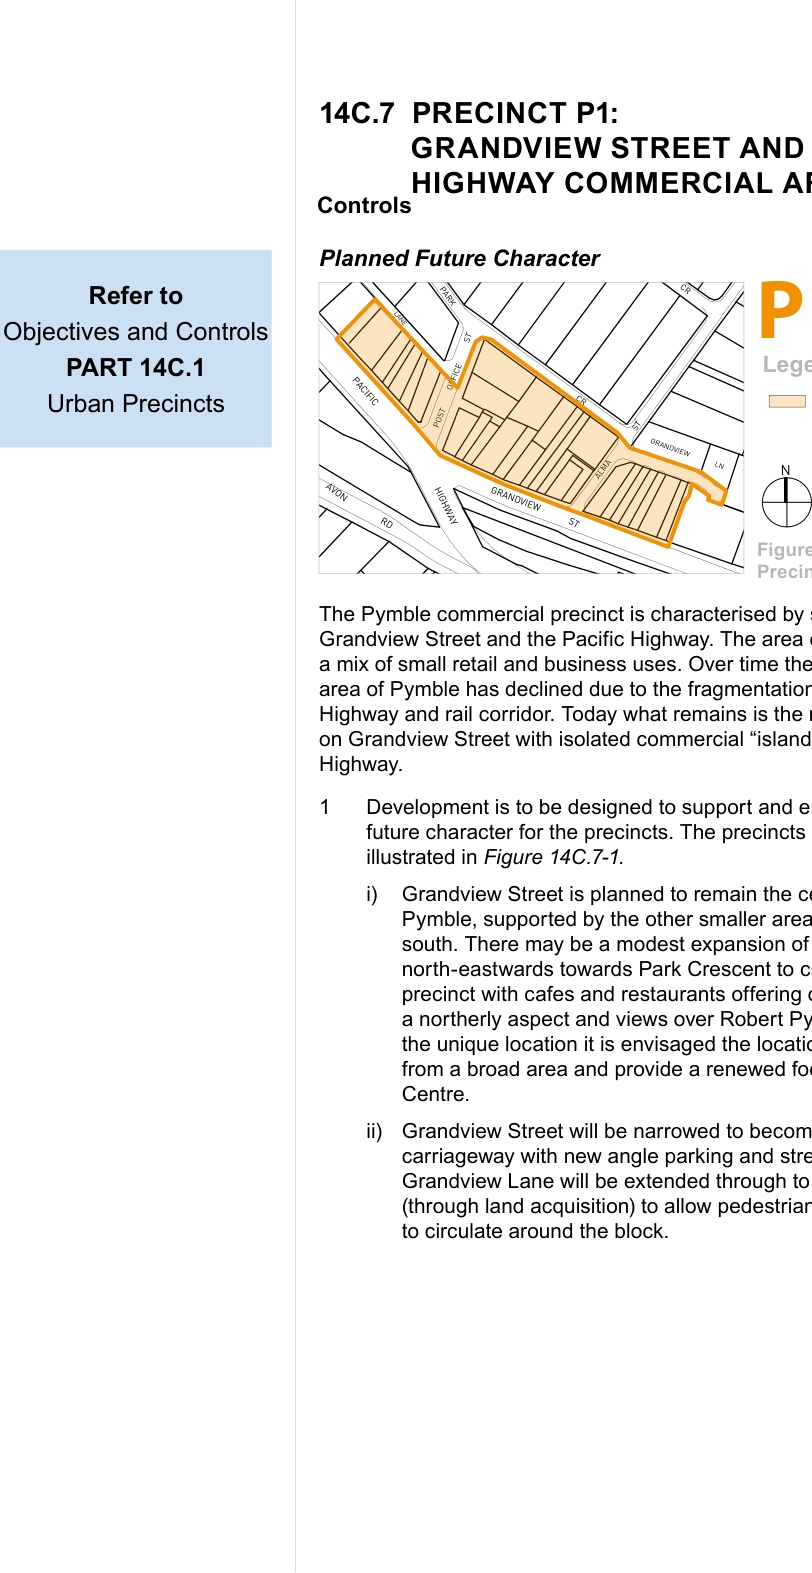 14C.7 PRECINCT P1:
GRANDVIEW STREET AND
HIGHWAY COMMERCIAL
Controls
Refer to
Objectives and Controls
PART 14C.1
Urban Precincts
Planned Future Character
PARK
ST
LANE
CR
OFFICE
POST
PACIFIC
CR
ST
GRANDVIEW
LN
ALMA
HIGHWAY
GRANDVIEW
ST
AVON
RD
P
N
Figure
The Pymble commercial precinct is characterised by
Grandview Street and the Pacific Highway. The area
a mix of small retail and business uses. Over time the
area of Pymble has declined due to the fragmentation
Highway and rail corridor. Today what remains is the
on Grandview Street with isolated commercial “island
Highway.
1 Development is to be designed to support and
future character for the precincts. The precincts
illustrated in Figure 14C.7-1.
i) Grandview Street is planned to remain the
Pymble, supported by the other smaller area
south. There may be a modest expansion of
north-eastwards towards Park Crescent to
precinct with cafes and restaurants offering
a northerly aspect and views over Robert
the unique location it is envisaged the
from a broad area and provide a renewed
Centre.
ii) Grandview Street will be narrowed to
carriageway with new angle parking and
Grandview Lane will be extended through to
(through land acquisition) to allow pedestrian
to circulate around the block.